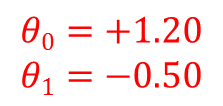 θ₀ = +1.20
θ₁ = −0.50